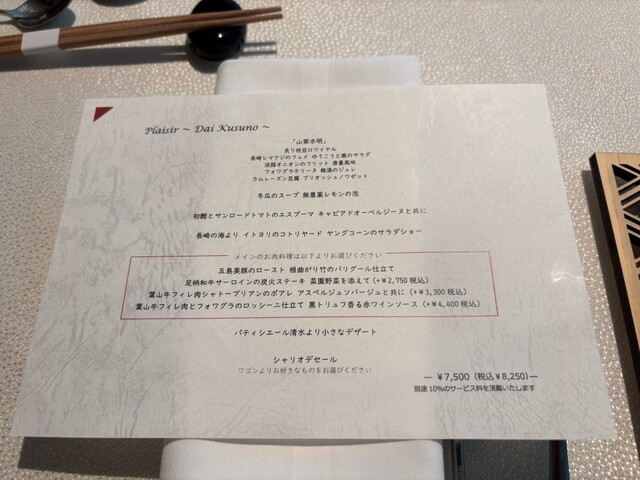 Plaisir ~ Dai Kusuno ~
「山紫水明」
炙り枝豆ロワイヤル
長崎シマアジのフュメ ゆうこうと蕪のサラダ
淡路オニオンのフリット 唐墨風味
フォワグラテリーヌ 梅酒のジュレ
ラムレーズン豆腐 ブリオッシュノワゼット
冬瓜のスープ 無農薬レモンの泡
初鰹とサンロードトマトのエスプーマ キャビアドオーベルジーヌと共に
長崎の海より イトヨリのコトリヤード ヤングコーンのサラダショー
メインのお肉料理は以下よりお選びください
五島美豚のロースト 根曲がり竹のバリグール仕立て
足柄和牛サーロインの炭火ステーキ 菜園野菜を添えて(+￥2,750 税込)
葉山牛フィレ肉シャトーブリアンのポアレ アスペルジュソバージュと共に (+￥3,300 税込)
葉山牛フィレ肉とフォワグラのロッシーニ仕立て 黒トリュフ香る赤ワインソース (+￥4,400 税込)
パティシエール清水より小さなデザート
シャリオデセール
ワゴンよりお好きなものをお選びください
― ￥7,500（税込￥8,250）―
別途10%のサービス料を頂戴いたします